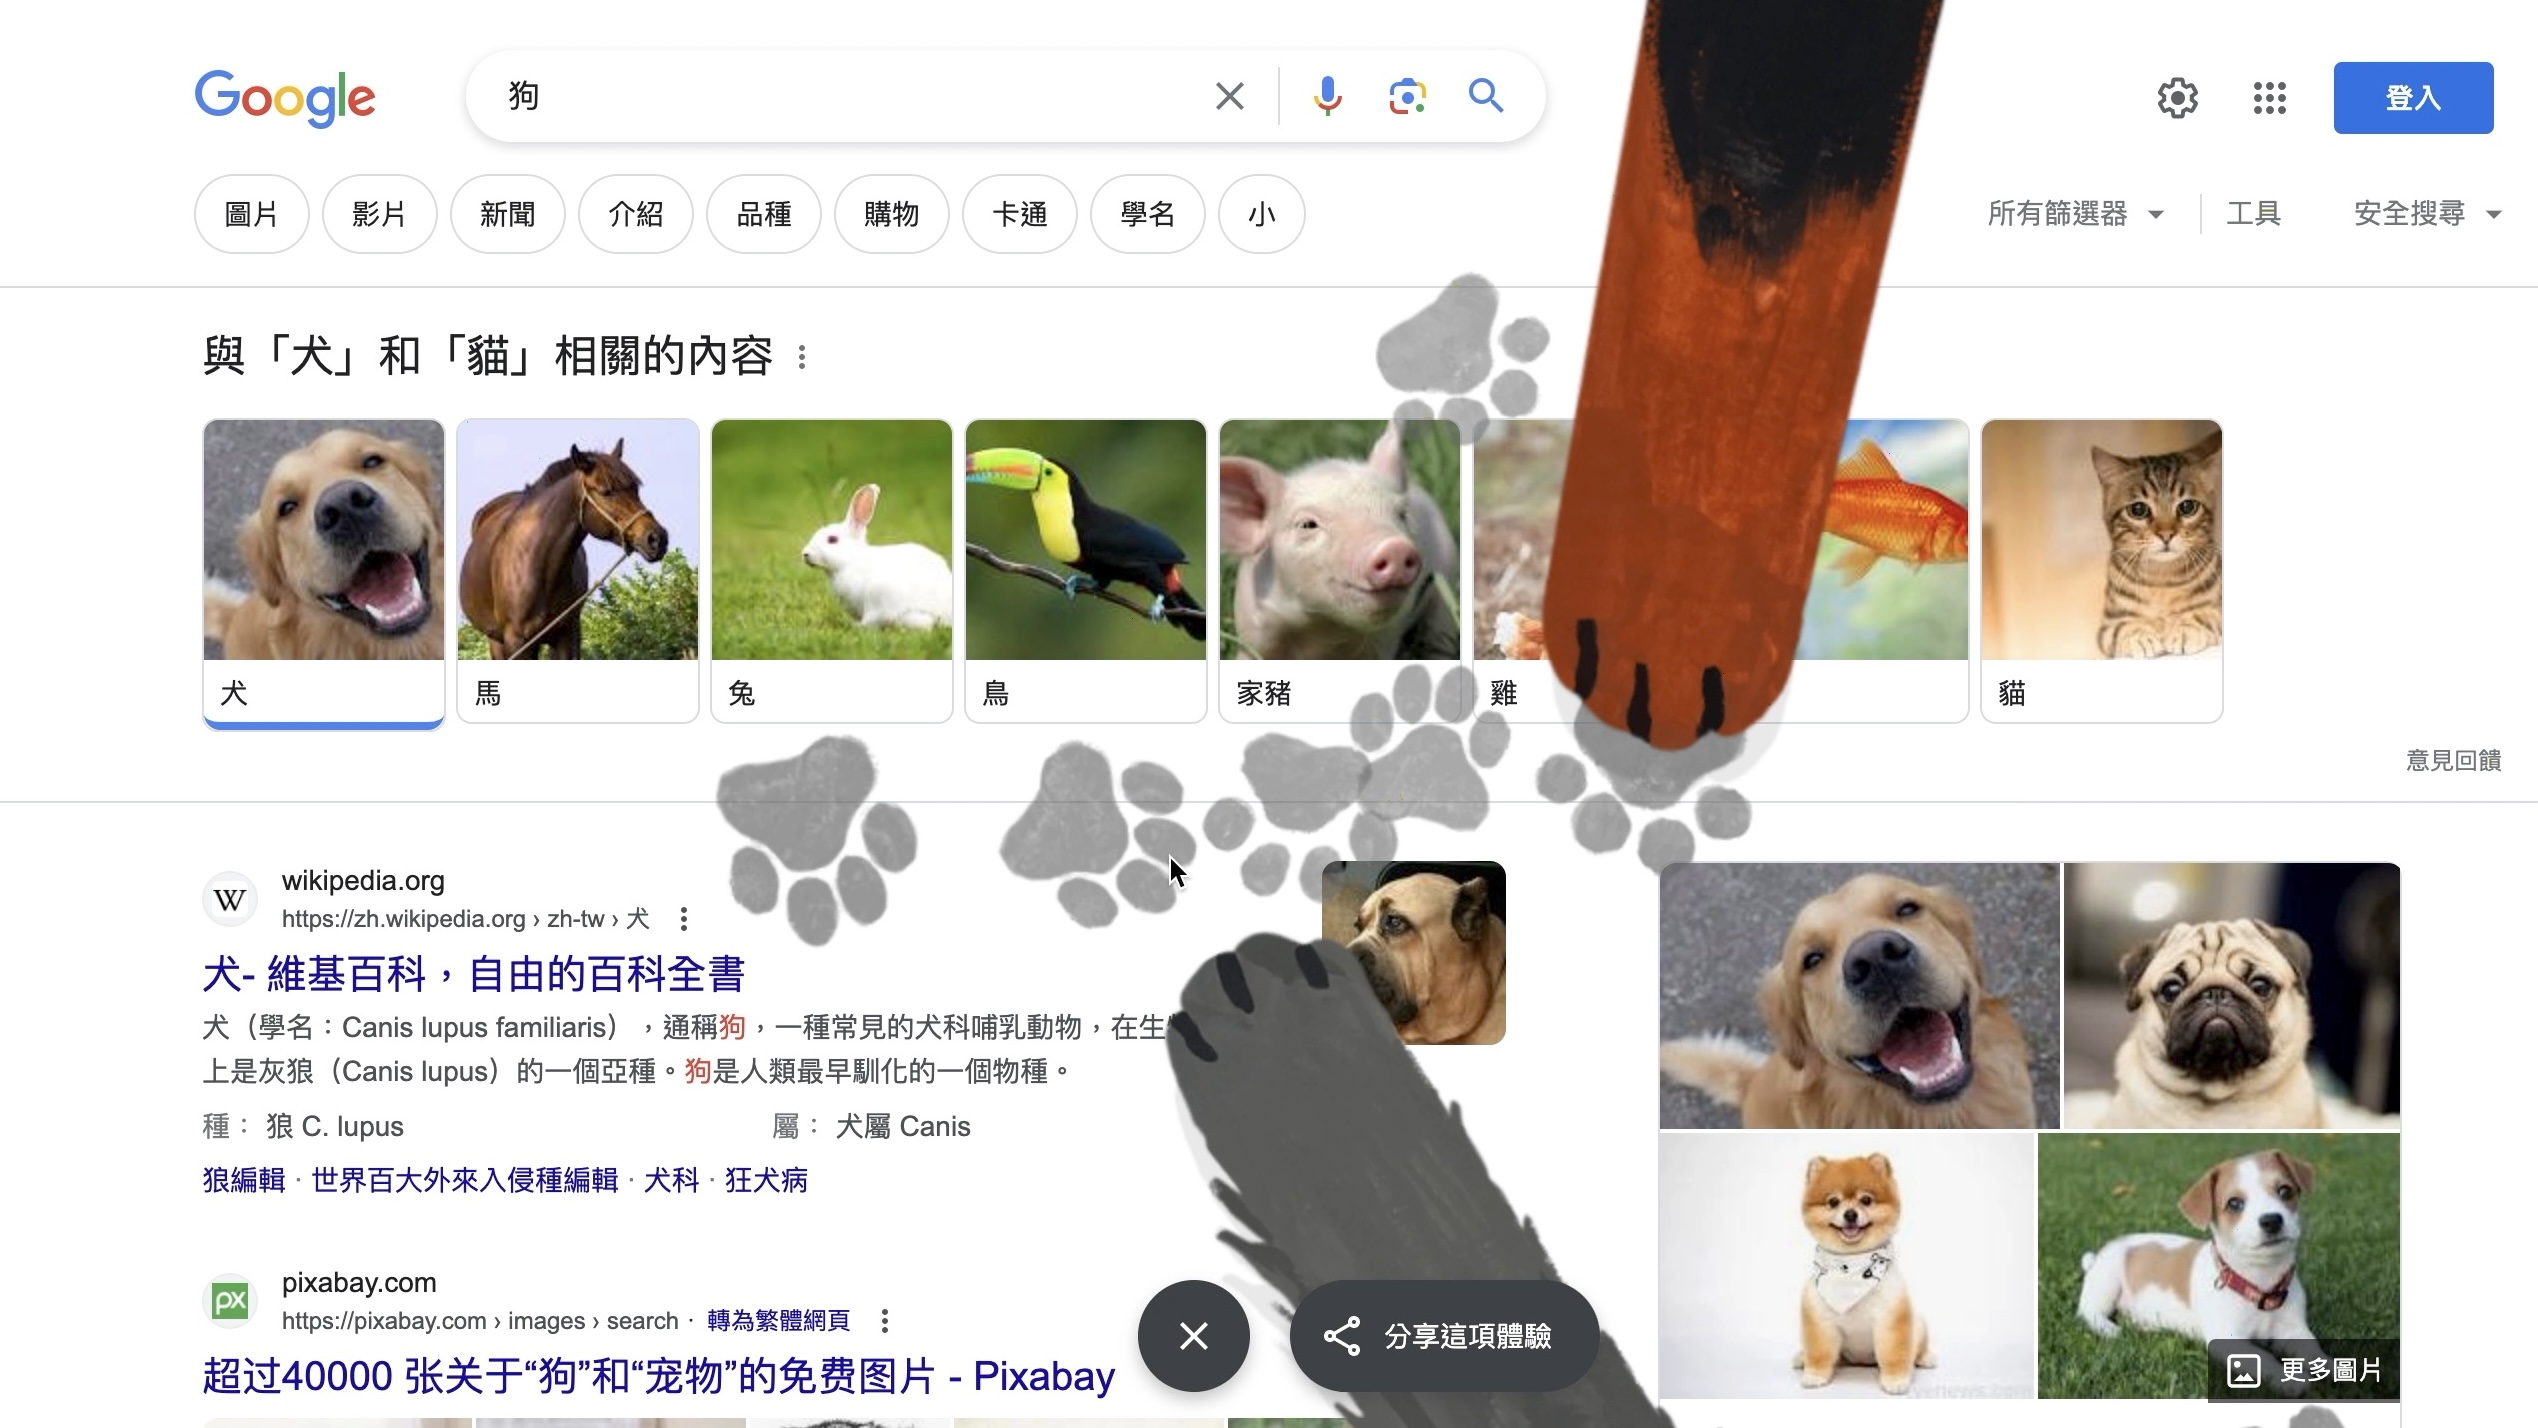 Google
狗
登入
圖片 影片 新聞 介紹 品種 購物 卡通 學名 小
所有篩選器 工具 安全搜尋
與「犬」和「貓」相關的內容
犬 馬 兔 鳥 家豬 雞 貓
意見回饋
W wikipedia.org
https://zh.wikipedia.org › zh-tw › 犬
犬- 維基百科，自由的百科全書
犬（學名：Canis lupus familiaris），通稱狗，一種常見的犬科哺乳動物，在生
上是灰狼（Canis lupus）的一個亞種。狗是人類最早馴化的一個物種。
種： 狼 C. lupus 屬： 犬屬 Canis
狼編輯 · 世界百大外來入侵種編輯 · 犬科 · 狂犬病
px pixabay.com
https://pixabay.com › images › search · 轉為繁體網頁
超过40000 张关于“狗”和“宠物”的免费图片 - Pixabay
分享這項體驗
更多圖片